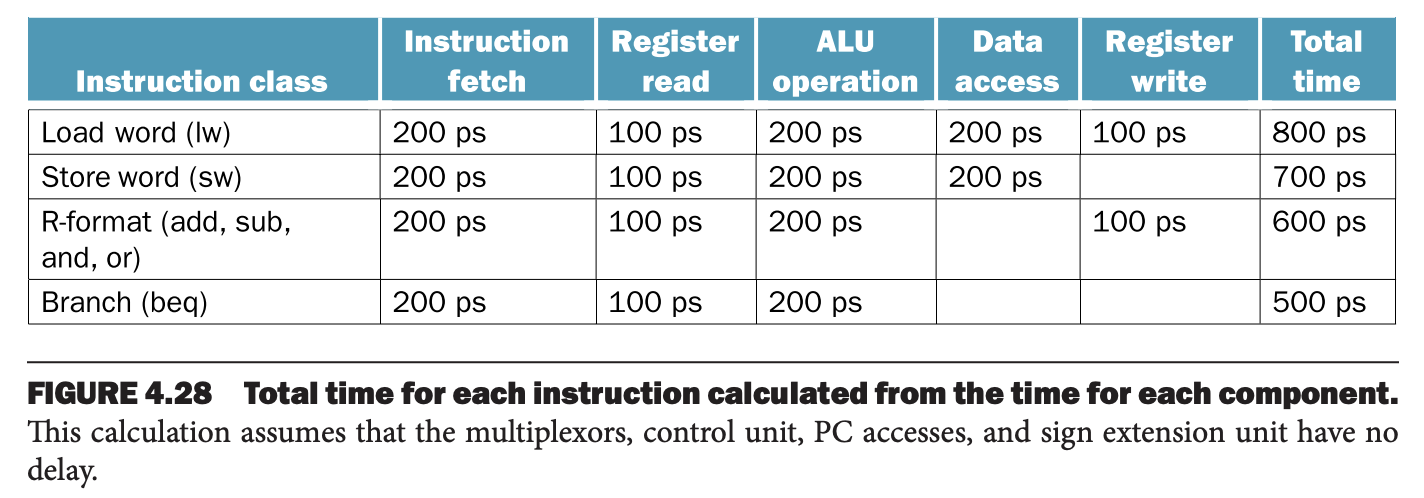 Instruction class Instruction fetch Register read ALU operation Data access Register write Total time
Load word (lw) 200 ps 100 ps 200 ps 200 ps 100 ps 800 ps
Store word (sw) 200 ps 100 ps 200 ps 200 ps 700 ps
R-format (add, sub, and, or) 200 ps 100 ps 200 ps 100 ps 600 ps
Branch (beq) 200 ps 100 ps 200 ps 500 ps
FIGURE 4.28 Total time for each instruction calculated from the time for each component.
This calculation assumes that the multiplexors, control unit, PC accesses, and sign extension unit have no
delay.